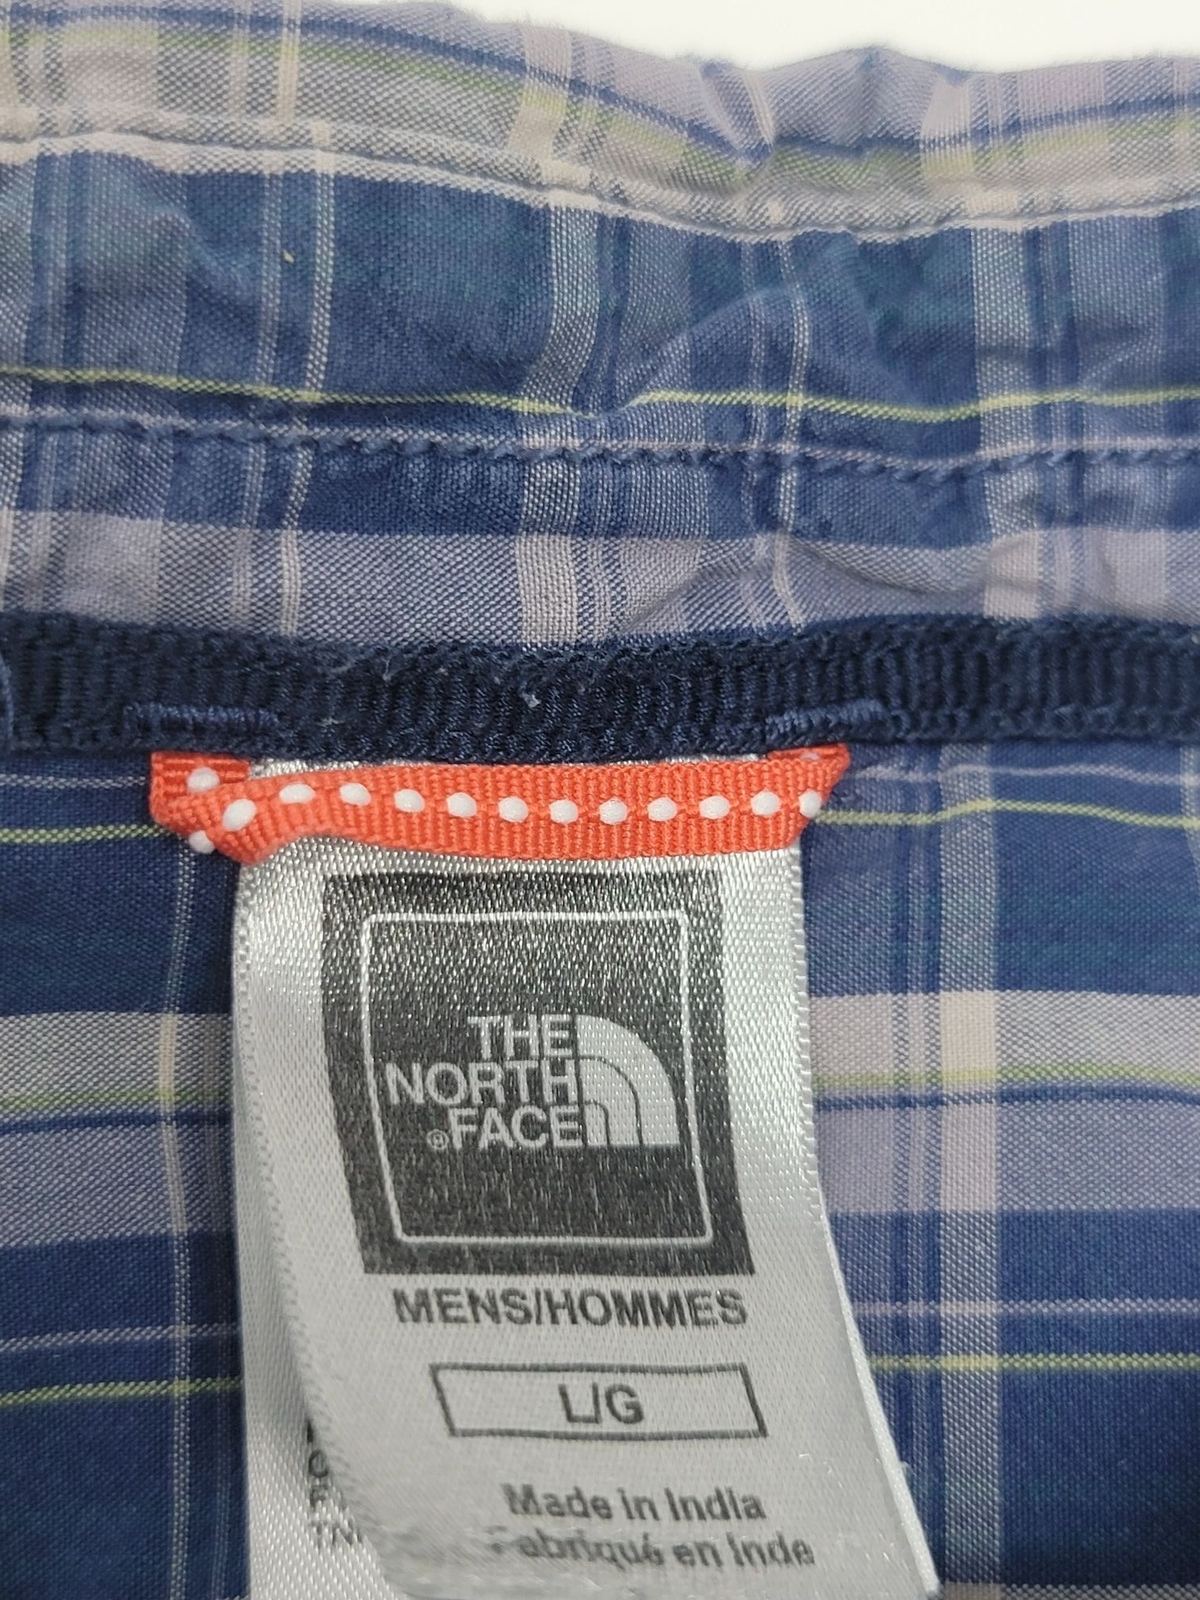 THE
NORTH
®FACE
MENS/HOMMES
L/G
Made in India
Fabriqué en Inde